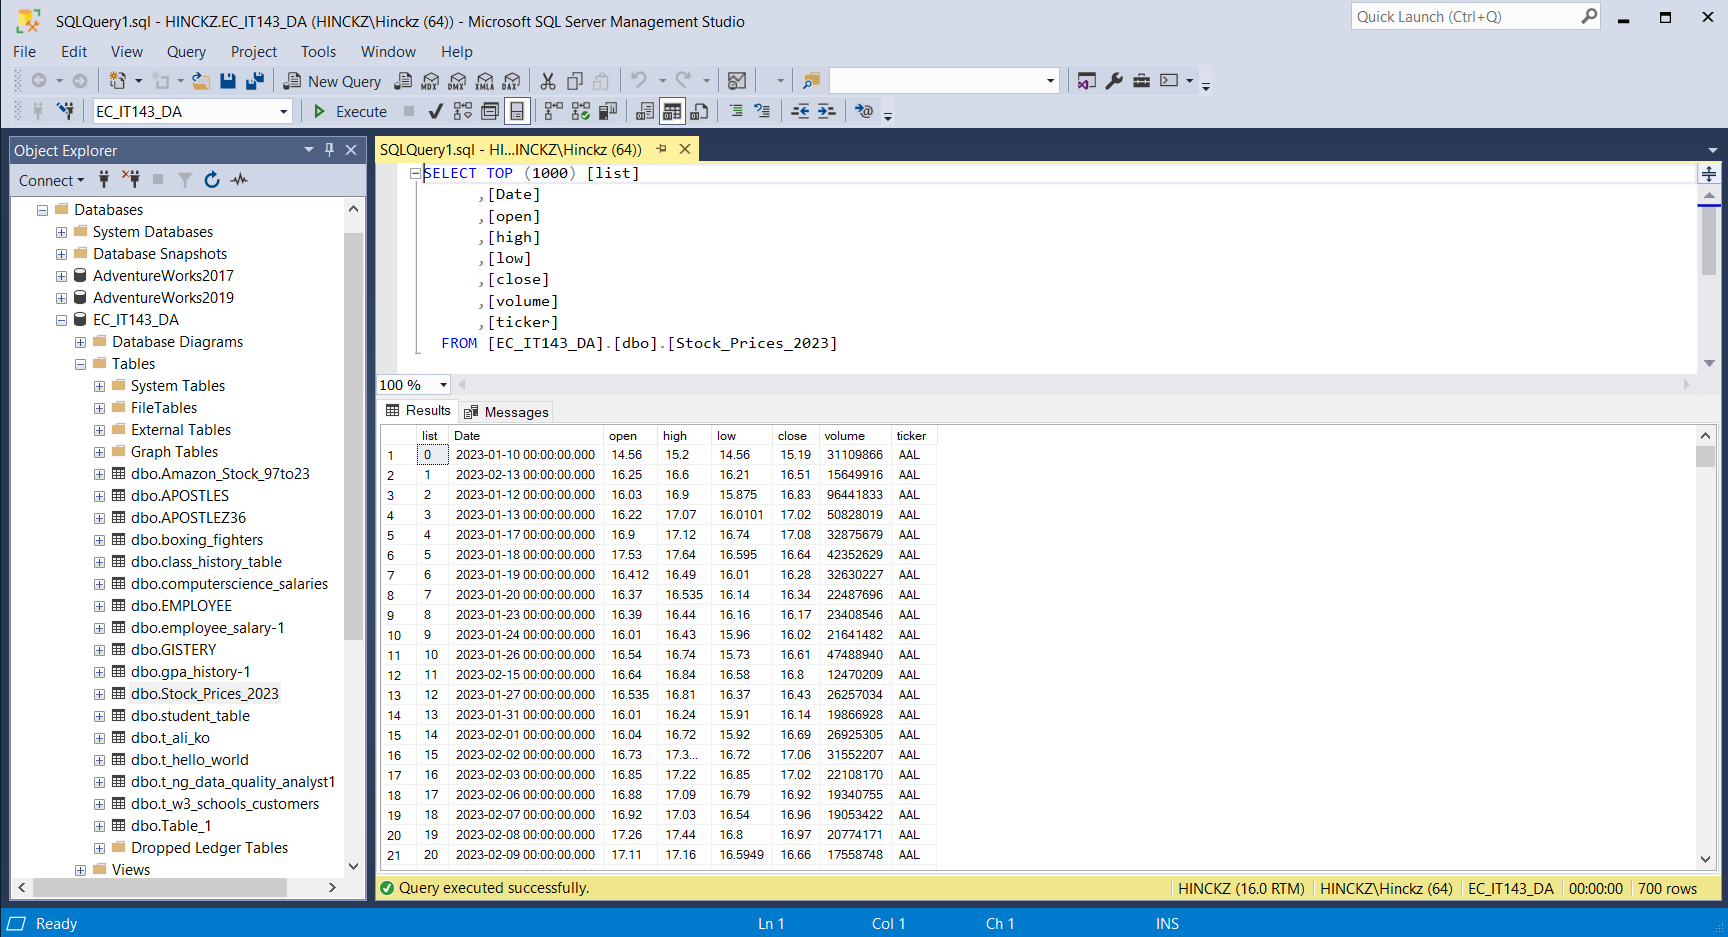 SQLQuery1.sql - HINCKZ.EC_IT143_DA (HINCKZ\Hinckz (64)) - Microsoft SQL Server Management Studio
Quick Launch (Ctrl+Q)
File Edit View Query Project Tools Window Help
New Query MDX DMX XMLA DAX
EC_IT143_DA Execute
Object Explorer
Connect
Databases
System Databases
Database Snapshots
AdventureWorks2017
AdventureWorks2019
EC_IT143_DA
Database Diagrams
Tables
System Tables
FileTables
External Tables
Graph Tables
dbo.Amazon_Stock_97to23
dbo.APOSTLES
dbo.APOSTLEZ36
dbo.boxing_fighters
dbo.class_history_table
dbo.computerscience_salaries
dbo.EMPLOYEE
dbo.employee_salary-1
dbo.GISTERY
dbo.gpa_history-1
dbo.Stock_Prices_2023
dbo.student_table
dbo.t_ali_ko
dbo.t_hello_world
dbo.t_ng_data_quality_analyst1
dbo.t_w3_schools_customers
dbo.Table_1
Dropped Ledger Tables
Views
SQLQuery1.sql - HI...INCKZ\Hinckz (64))
SELECT TOP (1000) [list]
,[Date]
,[open]
,[high]
,[low]
,[close]
,[volume]
,[ticker]
FROM [EC_IT143_DA].[dbo].[Stock_Prices_2023]
100 %
Results Messages
list Date open high low close volume ticker
1 0 2023-01-10 00:00:00.000 14.56 15.2 14.56 15.19 31109866 AAL
2 1 2023-02-13 00:00:00.000 16.25 16.6 16.21 16.51 15649916 AAL
3 2 2023-01-12 00:00:00.000 16.03 16.9 15.875 16.83 96441833 AAL
4 3 2023-01-13 00:00:00.000 16.22 17.07 16.0101 17.02 50828019 AAL
5 4 2023-01-17 00:00:00.000 16.9 17.12 16.74 17.08 32875679 AAL
6 5 2023-01-18 00:00:00.000 17.53 17.64 16.595 16.64 42352629 AAL
7 6 2023-01-19 00:00:00.000 16.412 16.49 16.01 16.28 32630227 AAL
8 7 2023-01-20 00:00:00.000 16.37 16.535 16.14 16.34 22487696 AAL
9 8 2023-01-23 00:00:00.000 16.39 16.44 16.16 16.17 23408546 AAL
10 9 2023-01-24 00:00:00.000 16.01 16.43 15.96 16.02 21641482 AAL
11 10 2023-01-26 00:00:00.000 16.54 16.74 15.73 16.61 47488940 AAL
12 11 2023-02-15 00:00:00.000 16.64 16.84 16.58 16.8 12470209 AAL
13 12 2023-01-27 00:00:00.000 16.535 16.81 16.37 16.43 26257034 AAL
14 13 2023-01-31 00:00:00.000 16.01 16.24 15.91 16.14 19866928 AAL
15 14 2023-02-01 00:00:00.000 16.04 16.72 15.92 16.69 26925305 AAL
16 15 2023-02-02 00:00:00.000 16.73 17.3... 16.72 17.06 31552207 AAL
17 16 2023-02-03 00:00:00.000 16.85 17.22 16.85 17.02 22108170 AAL
18 17 2023-02-06 00:00:00.000 16.88 17.09 16.79 16.92 19340755 AAL
19 18 2023-02-07 00:00:00.000 16.92 17.03 16.54 16.96 19053422 AAL
20 19 2023-02-08 00:00:00.000 17.26 17.44 16.8 16.97 20774171 AAL
21 20 2023-02-09 00:00:00.000 17.11 17.16 16.5949 16.66 17558748 AAL
Query executed successfully. HINCKZ (16.0 RTM) HINCKZ\Hinckz (64) EC_IT143_DA 00:00:00 700 rows
Ready Ln 1 Col 1 Ch 1 INS